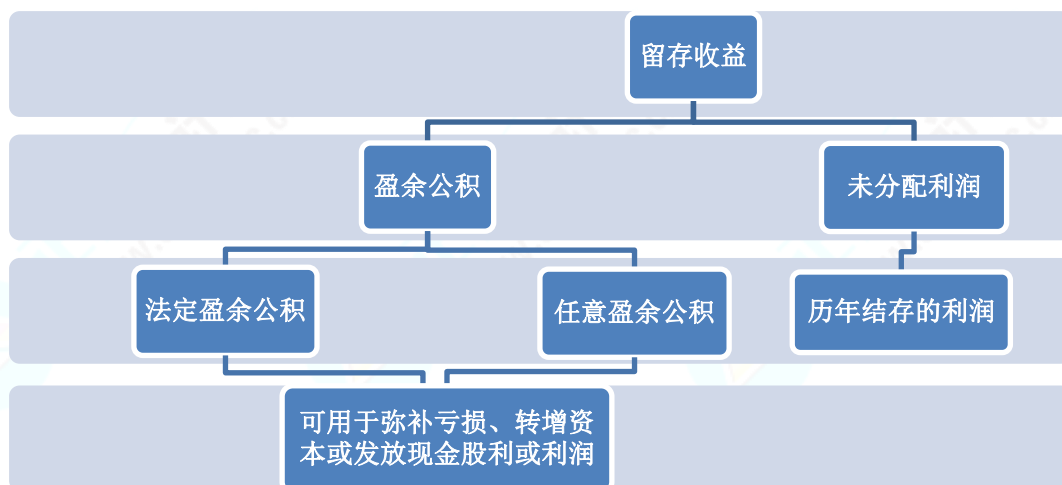 留存收益
盈余公积
未分配利润
法定盈余公积
任意盈余公积
历年结存的利润
可用于弥补亏损、转增资
本或发放现金股利或利润